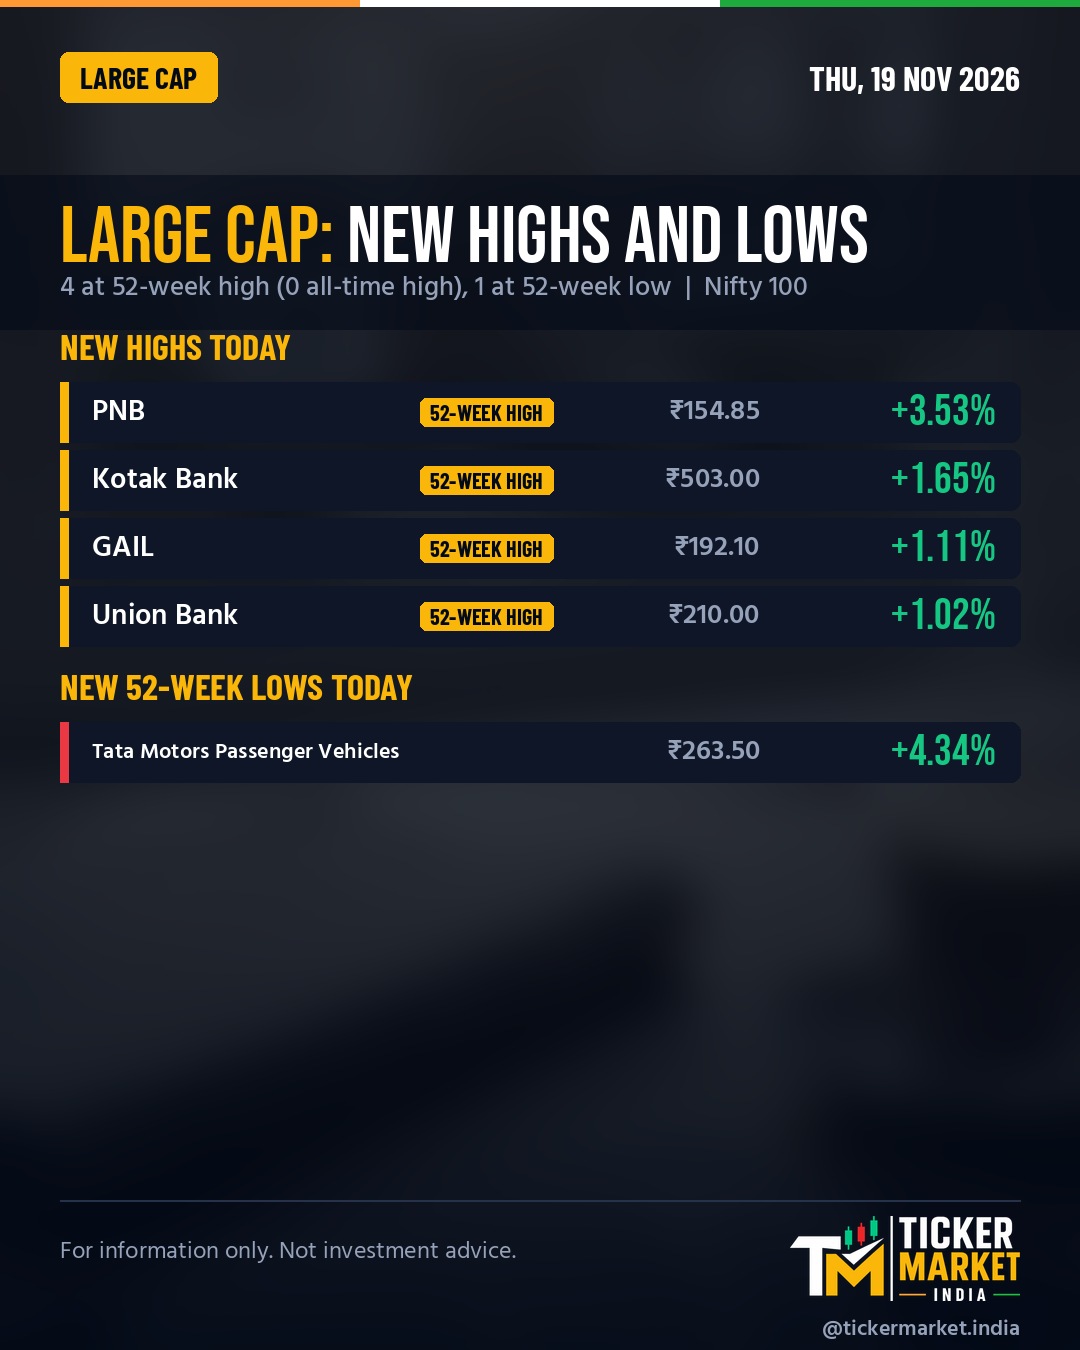 LARGE CAP
THU, 19 NOV 2026
LARGE CAP: NEW HIGHS AND LOWS
4 at 52-week high (0 all-time high), 1 at 52-week low | Nifty 100
NEW HIGHS TODAY
PNB 52-WEEK HIGH ₹154.85 +3.53%
Kotak Bank 52-WEEK HIGH ₹503.00 +1.65%
GAIL 52-WEEK HIGH ₹192.10 +1.11%
Union Bank 52-WEEK HIGH ₹210.00 +1.02%
NEW 52-WEEK LOWS TODAY
Tata Motors Passenger Vehicles ₹263.50 +4.34%
For information only. Not investment advice.
TM TICKER
MARKET
INDIA
@tickermarket.india